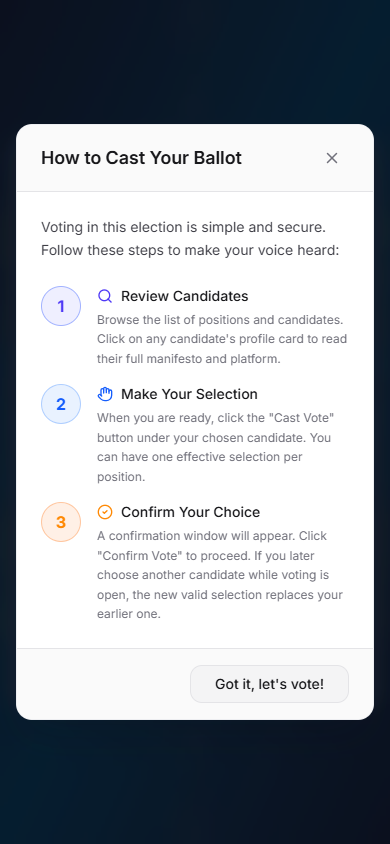 How to Cast Your Ballot
Voting in this election is simple and secure.
Follow these steps to make your voice heard:
1
Review Candidates
Browse the list of positions and candidates.
Click on any candidate's profile card to read
their full manifesto and platform.
2
Make Your Selection
When you are ready, click the "Cast Vote"
button under your chosen candidate. You
can have one effective selection per
position.
3
Confirm Your Choice
A confirmation window will appear. Click
"Confirm Vote" to proceed. If you later
choose another candidate while voting is
open, the new valid selection replaces your
earlier one.
Got it, let's vote!